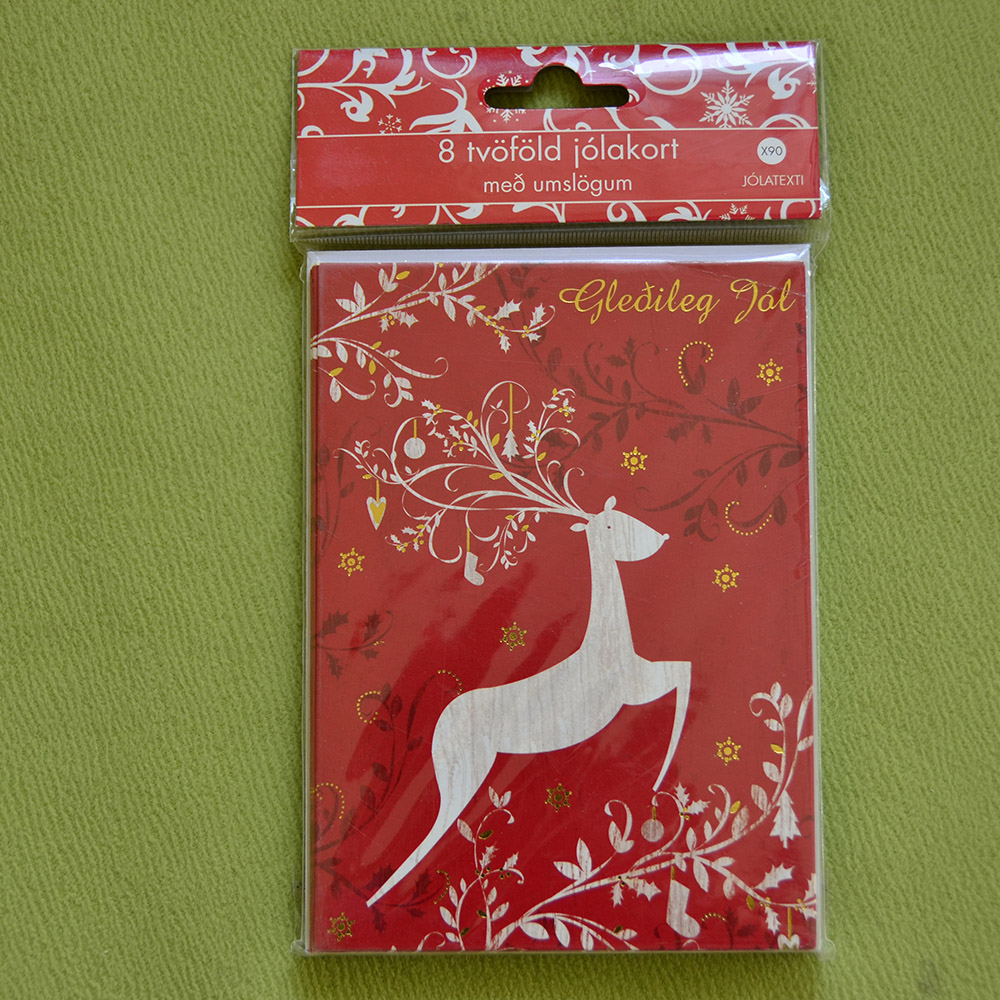 8 tvöföld jólakort
með umslögum
X90
JÓLATEXTI
Gleðileg Jól